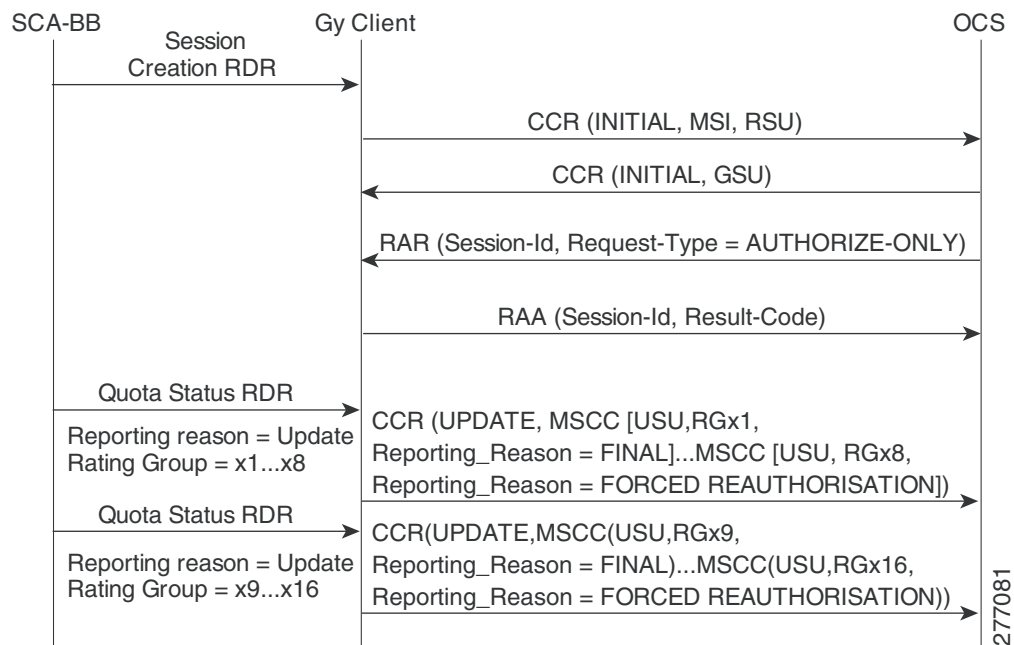 SCA-BB Gy Client OCS
Session
Creation RDR
CCR (INITIAL, MSI, RSU)
CCR (INITIAL, GSU)
RAR (Session-Id, Request-Type = AUTHORIZE-ONLY)
RAA (Session-Id, Result-Code)
Quota Status RDR
Reporting reason = Update
Rating Group = x1...x8
CCR (UPDATE, MSCC [USU,RGx1,
Reporting_Reason = FINAL]...MSCC [USU, RGx8,
Reporting_Reason = FORCED REAUTHORISATION])
Quota Status RDR
Reporting reason = Update
Rating Group = x9...x16
CCR(UPDATE,MSCC(USU,RGx9,
Reporting_Reason = FINAL)...MSCC(USU,RGx16,
Reporting_Reason = FORCED REAUTHORISATION))
277081